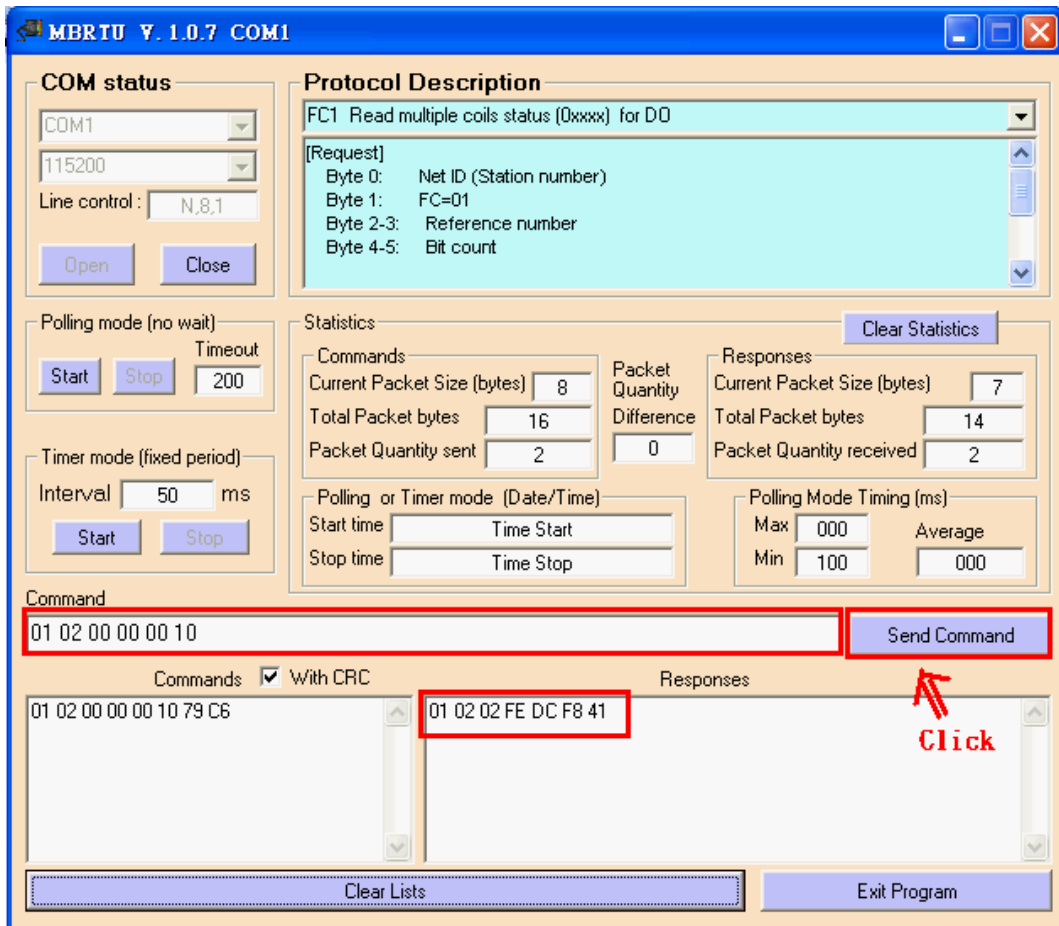 MBRTU V. 1.0.7 COM1
COM status
COM1
115200
Line control :
N,8,1
Open
Close
Protocol Description
FC1 Read multiple coils status (0xxxx) for DO
[Request]
Byte 0: Net ID (Station number)
Byte 1: FC=01
Byte 2-3: Reference number
Byte 4-5: Bit count
Polling mode (no wait)
Timeout
Start
Stop
200
Timer mode (fixed period)
Interval
50
ms
Start
Stop
Statistics
Clear Statistics
Commands
Current Packet Size (bytes)
8
Total Packet bytes
16
Packet Quantity sent
2
Packet
Quantity
Difference
0
Responses
Current Packet Size (bytes)
7
Total Packet bytes
14
Packet Quantity received
2
Polling or Timer mode (Date/Time)
Start time
Time Start
Stop time
Time Stop
Polling Mode Timing (ms)
Max
000
Average
Min
100
000
Command
01 02 00 00 00 10
Send Command
Commands
With CRC
Responses
01 02 00 00 00 10 79 C6
01 02 02 FE DC F8 41
Click
Clear Lists
Exit Program